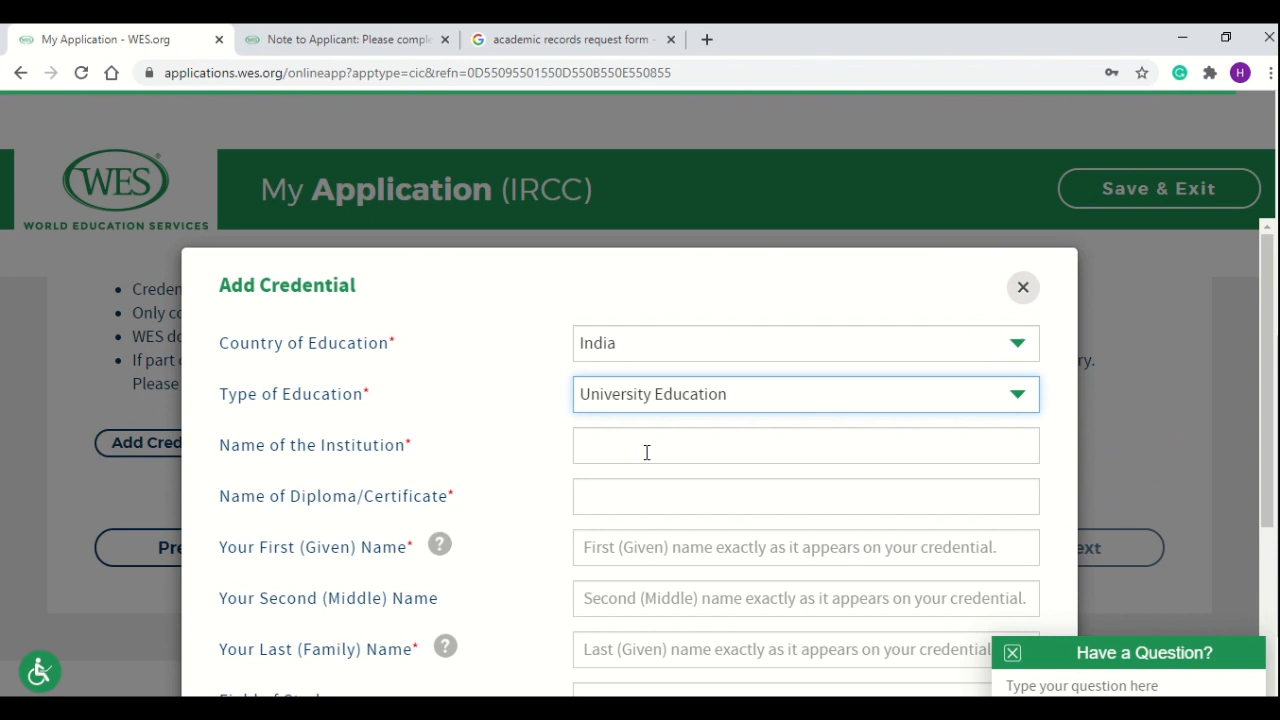 My Application - WES.org
Note to Applicant: Please comple
academic records request form -
applications.wes.org/onlineapp?apptype=cic&refn=0D55095501550D550B550E550855
H
WES
WORLD EDUCATION SERVICES
My Application (IRCC)
Save & Exit
Creden
Only co
WES do
If part
ry.
Please
Add Cred
Pre
ext
Add Credential
Country of Education*
India
Type of Education*
University Education
Name of the Institution*
Name of Diploma/Certificate*
Your First (Given) Name* ?
First (Given) name exactly as it appears on your credential.
Your Second (Middle) Name
Second (Middle) name exactly as it appears on your credential.
Your Last (Family) Name* ?
Last (Given) name exactly as it appears on your credential
Have a Question?
Type your question here